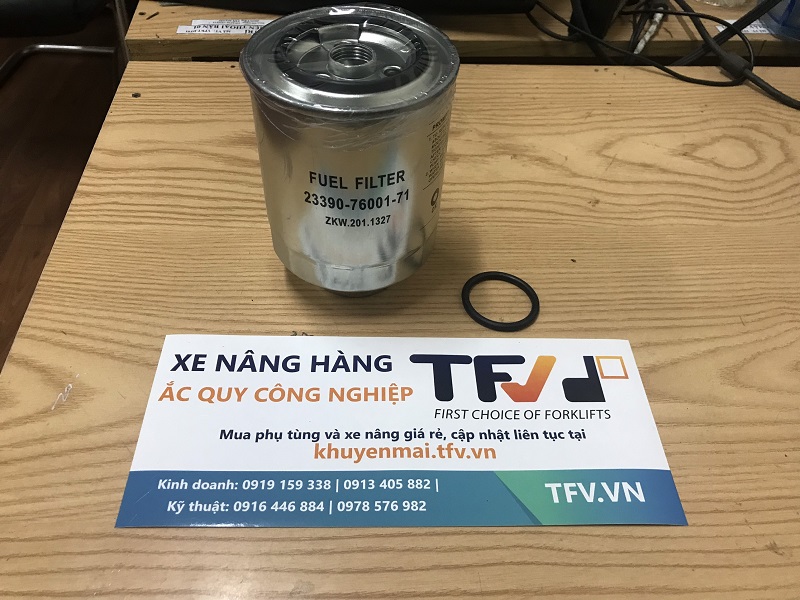 FUEL FILTER
23390-76001-71
ZKW.201.1327
XE NÂNG HÀNG
ẮC QUY CÔNG NGHIỆP
TFV
FIRST CHOICE OF FORKLIFTS
Mua phụ tùng và xe nâng giá rẻ, cập nhật liên tục tại
khuyenmai.tfv.vn
Kinh doanh: 0919 159 338 | 0913 405 882 |
Kỹ thuật: 0916 446 884 | 0978 576 982
TFV.VN